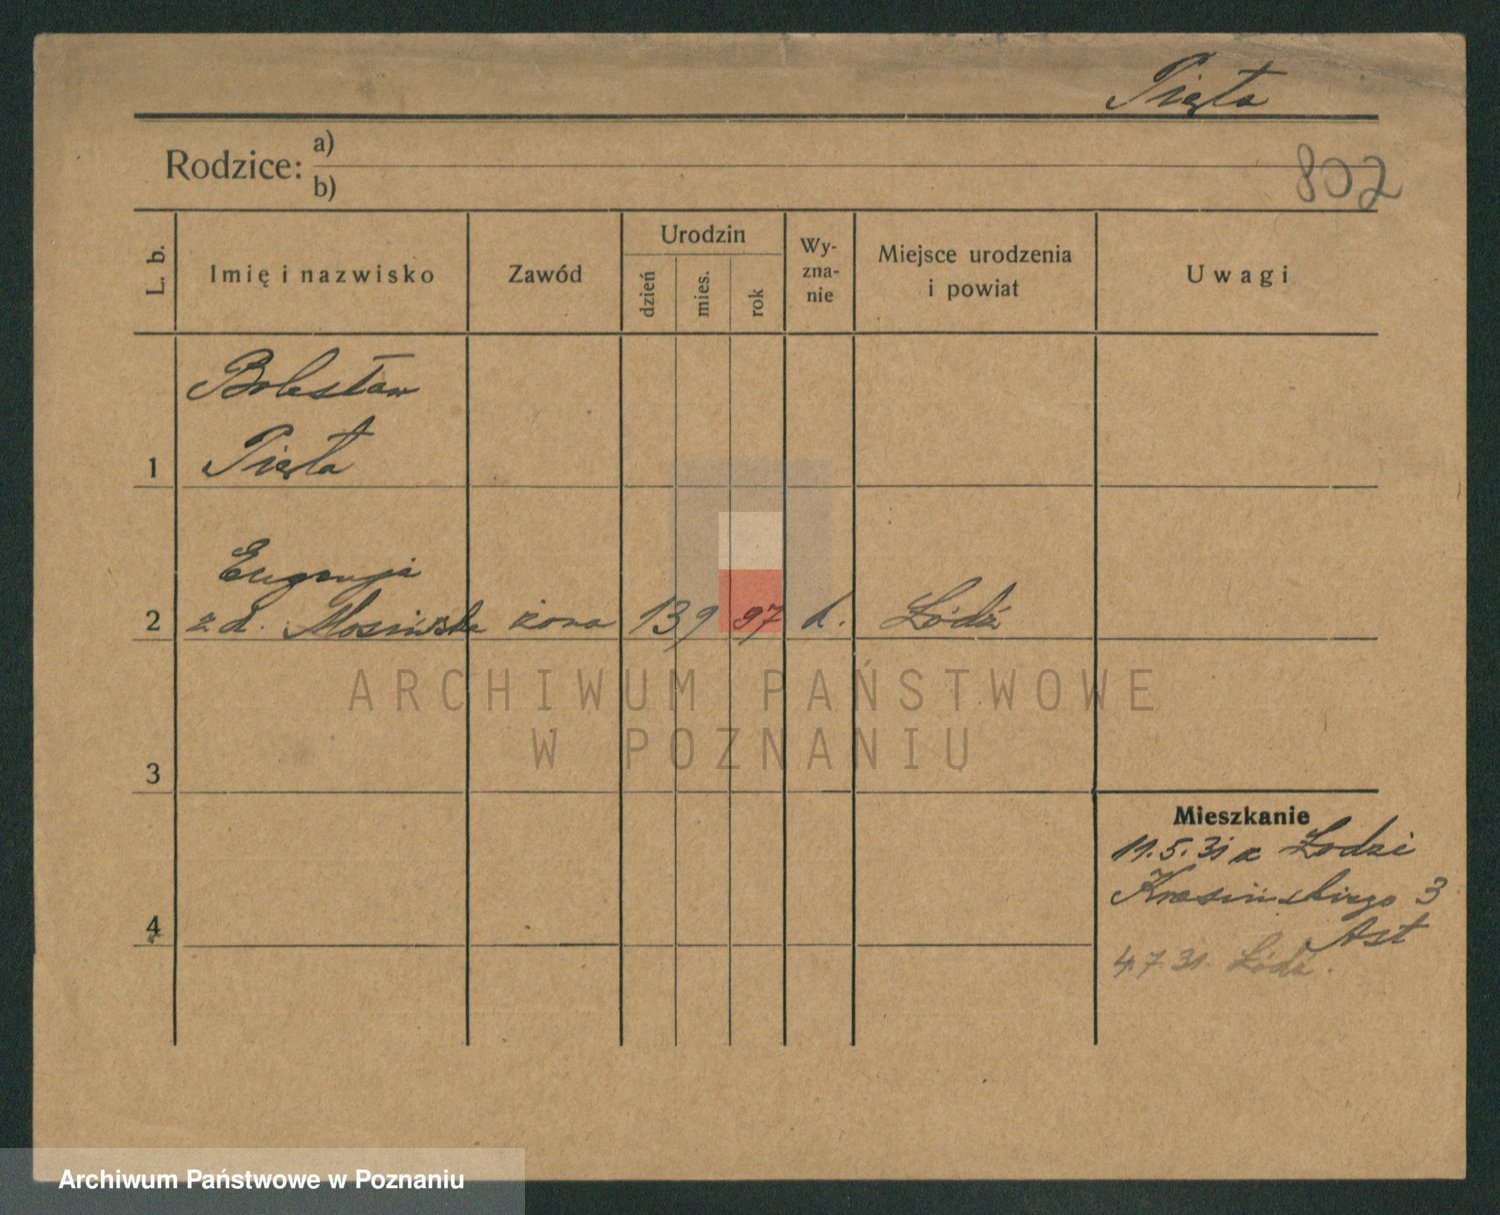 Pięta
Rodzice: a)
b)
802
L. b.
Imię i nazwisko
Zawód
Urodzin
dzień
mies.
rok
Wy-
zna-
nie
Miejsce urodzenia
i powiat
Uwagi
Bolesław
1 Pięta
Eugenja
2 z d. Mosińska żona 13 9 97 Łódź
ARCHIWUM PAŃSTWOWE
W POZNANIU
3
Mieszkanie
11.5.31 z Łodzi
4 Krasińskiego 3
4.7.31. Łódź.
Archiwum Państwowe w Poznaniu